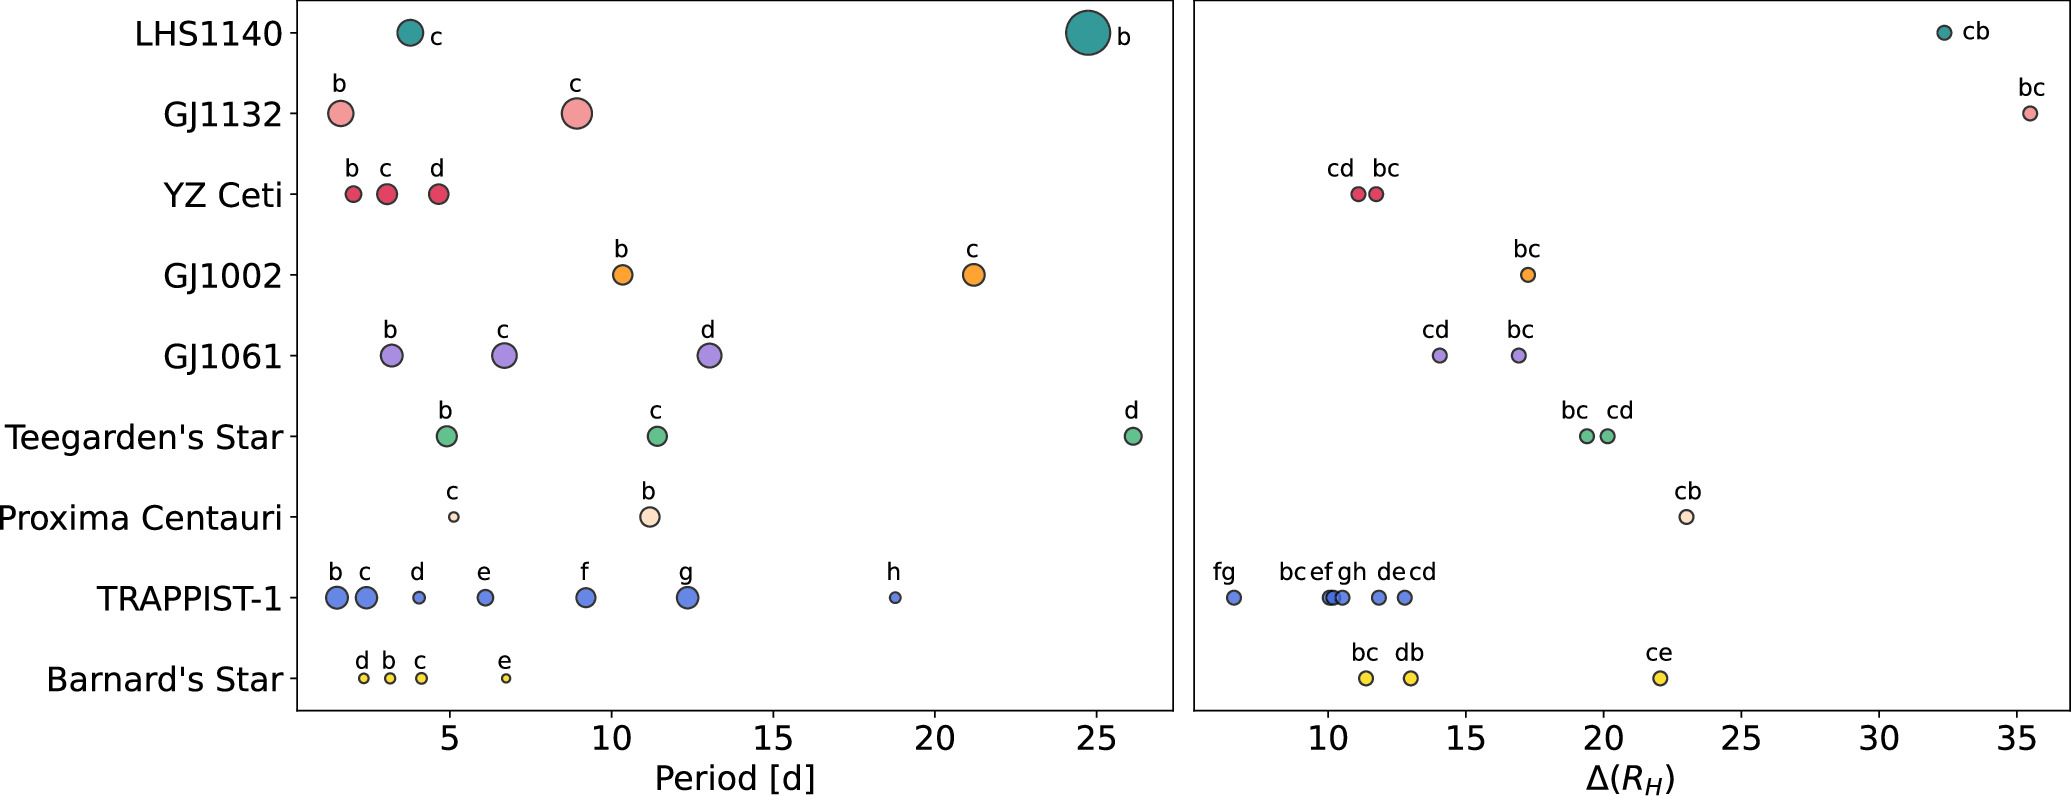 LHS1140 c b cb
b c bc
GJ1132
b c d cd bc
YZ Ceti
b c bc
GJ1002
b c d cd bc
GJ1061
b c d bc cd
Teegarden's Star
c b cb
Proxima Centauri
b c d e f g h fg bc ef gh de cd
TRAPPIST-1
d b c e bc db ce
Barnard's Star
5 10 15 20 25 10 15 20 25 30 35
Period [d] Δ(R_H)